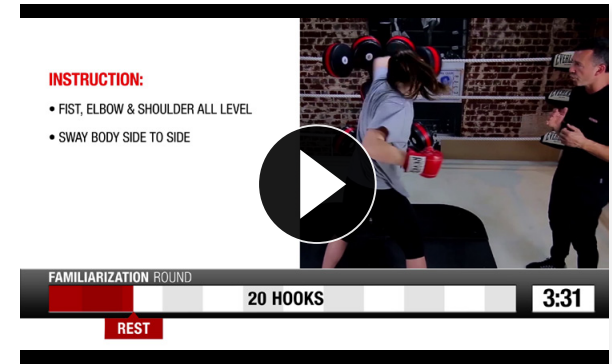 INSTRUCTION:
• FIST, ELBOW & SHOULDER ALL LEVEL
• SWAY BODY SIDE TO SIDE
FAMILIARIZATION ROUND
20 HOOKS
3:31
REST